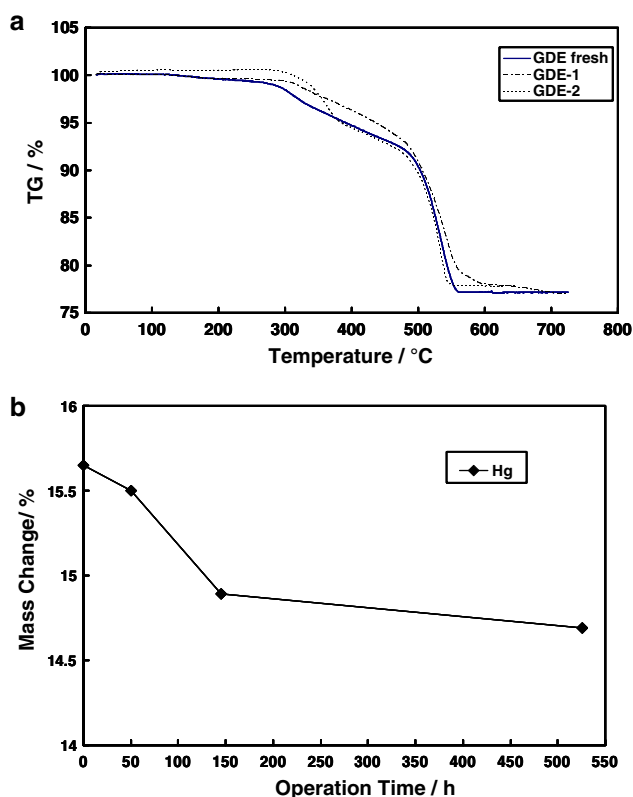 a
105
100
95
90
85
80
75
TG / %
GDE fresh
GDE-1
GDE-2
0 100 200 300 400 500 600 700 800
Temperature / °C
b
16
15.5
15
14.5
14
Mass Change/ %
Hg
0 50 100 150 200 250 300 350 400 450 500 550
Operation Time / h